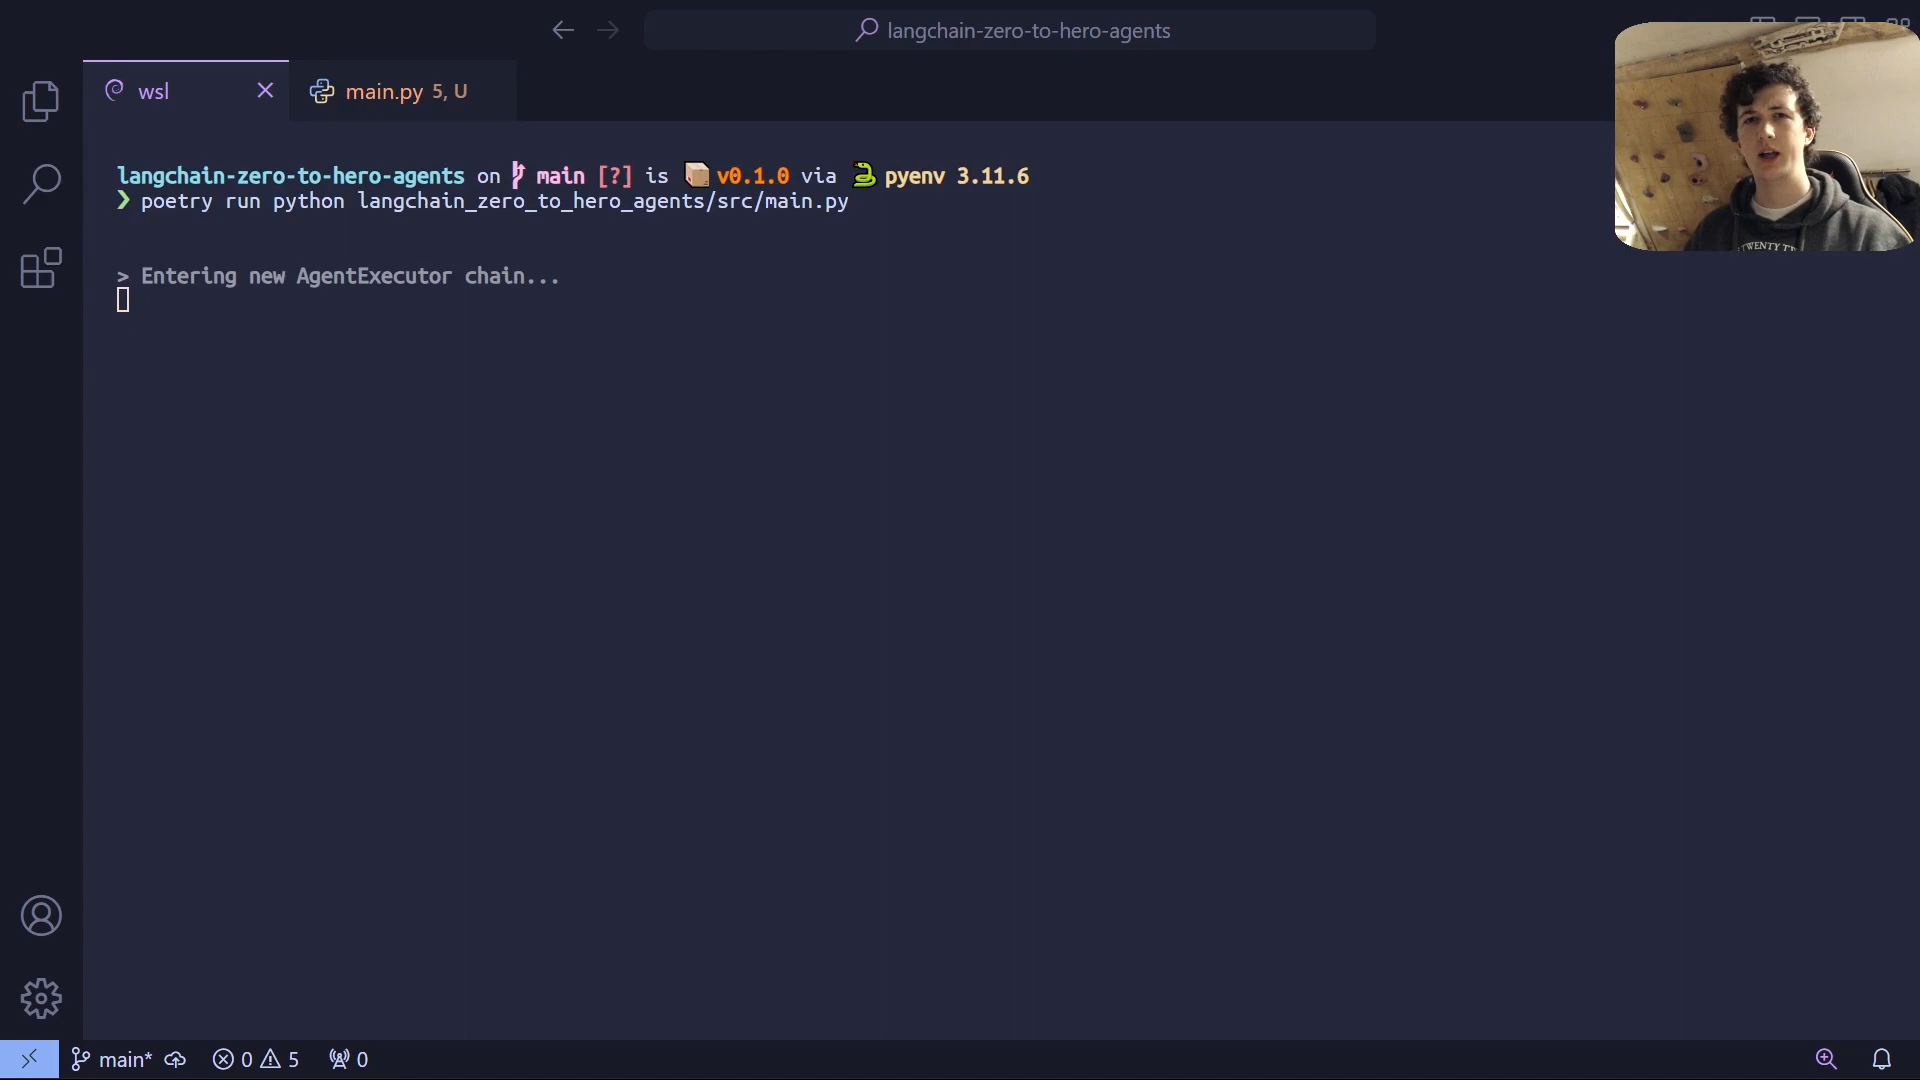 langchain-zero-to-hero-agents
wsl
main.py 5, U
langchain-zero-to-hero-agents on main [?] is v0.1.0 via pyenv 3.11.6
❯ poetry run python langchain_zero_to_hero_agents/src/main.py
> Entering new AgentExecutor chain...
TWENTY T
main* 0 5 0